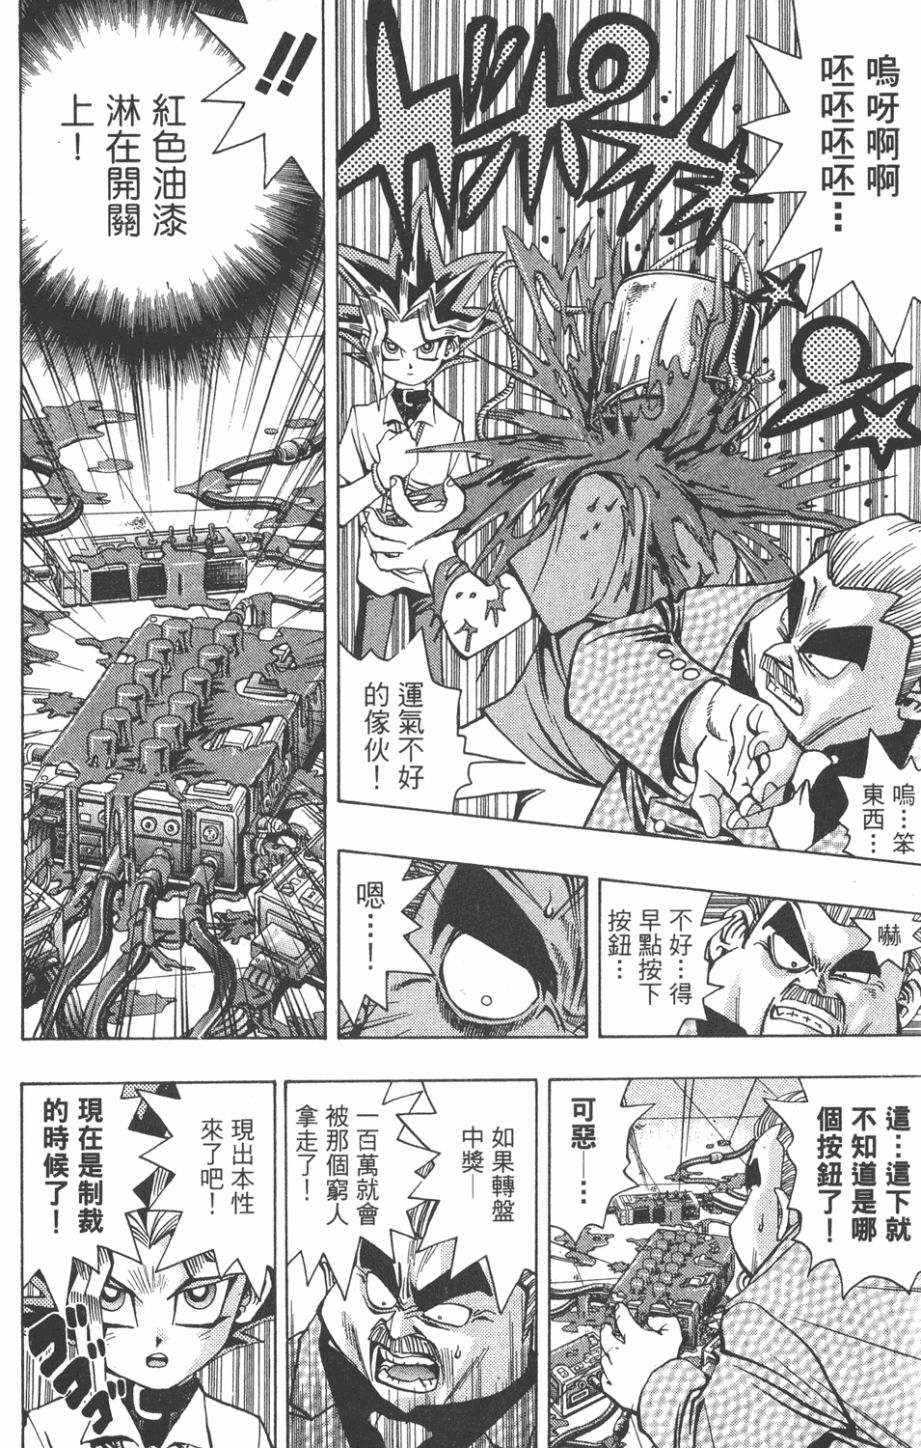 嗚呀啊啊
呸呸呸呸…
運氣不好
的傢伙！
嗚…笨
東西…
!!
紅色油漆
淋在開關
上！
嚇
不好…得
早點按下
按鈕…
嗯…！
這…這下就
不知道是哪
個按鈕了！
可惡—…
如果轉盤
中獎—
一百萬就會
被那個窮人
拿走了！
現出本性
來了吧！
現在是制裁
的時候了！
ゴゴゴ